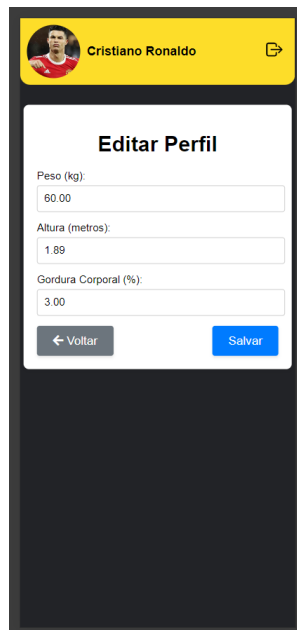 Cristiano Ronaldo
Editar Perfil
Peso (kg):
60.00
Altura (metros):
1.89
Gordura Corporal (%):
3.00
Voltar Salvar